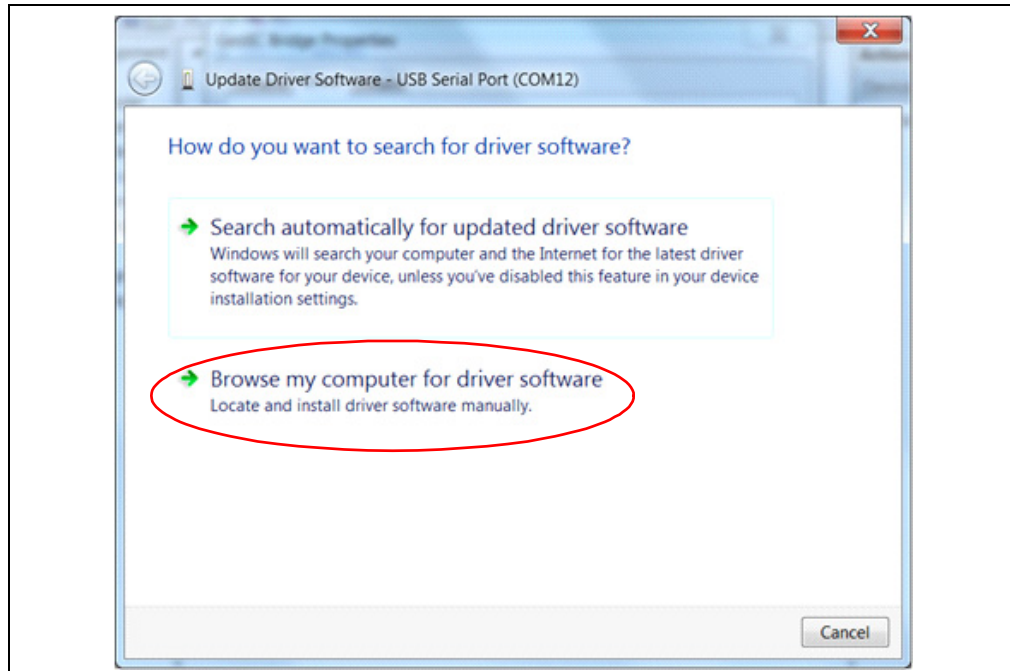 Update Driver Software - USB Serial Port (COM12)
How do you want to search for driver software?
Search automatically for updated driver software
Windows will search your computer and the Internet for the latest driver
software for your device, unless you've disabled this feature in your device
installation settings.
Browse my computer for driver software
Locate and install driver software manually.
Cancel